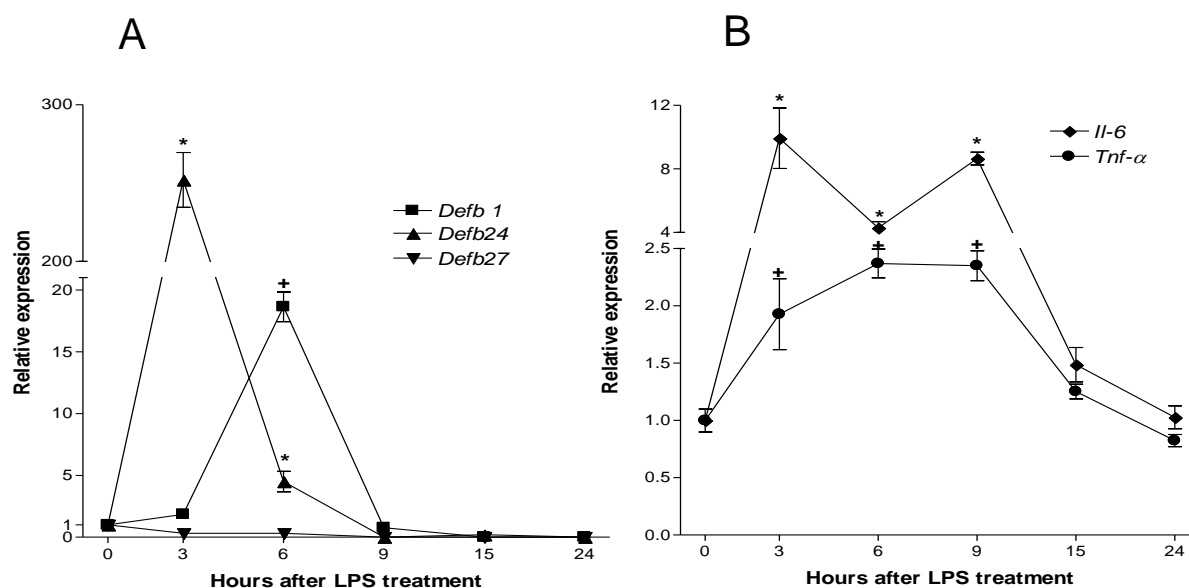 A
300
200
20
15
10
5
1
0
Relative expression
*
*
+
Defb 1
Defb24
Defb27
0 3 6 9 15 24
Hours after LPS treatment
B
12
8
4
2.5
2.0
1.5
1.0
0.5
0.0
Relative expression
*
*
*
+
+
+
Il-6
Tnf-α
0 3 6 9 15 24
Hours after LPS treatment